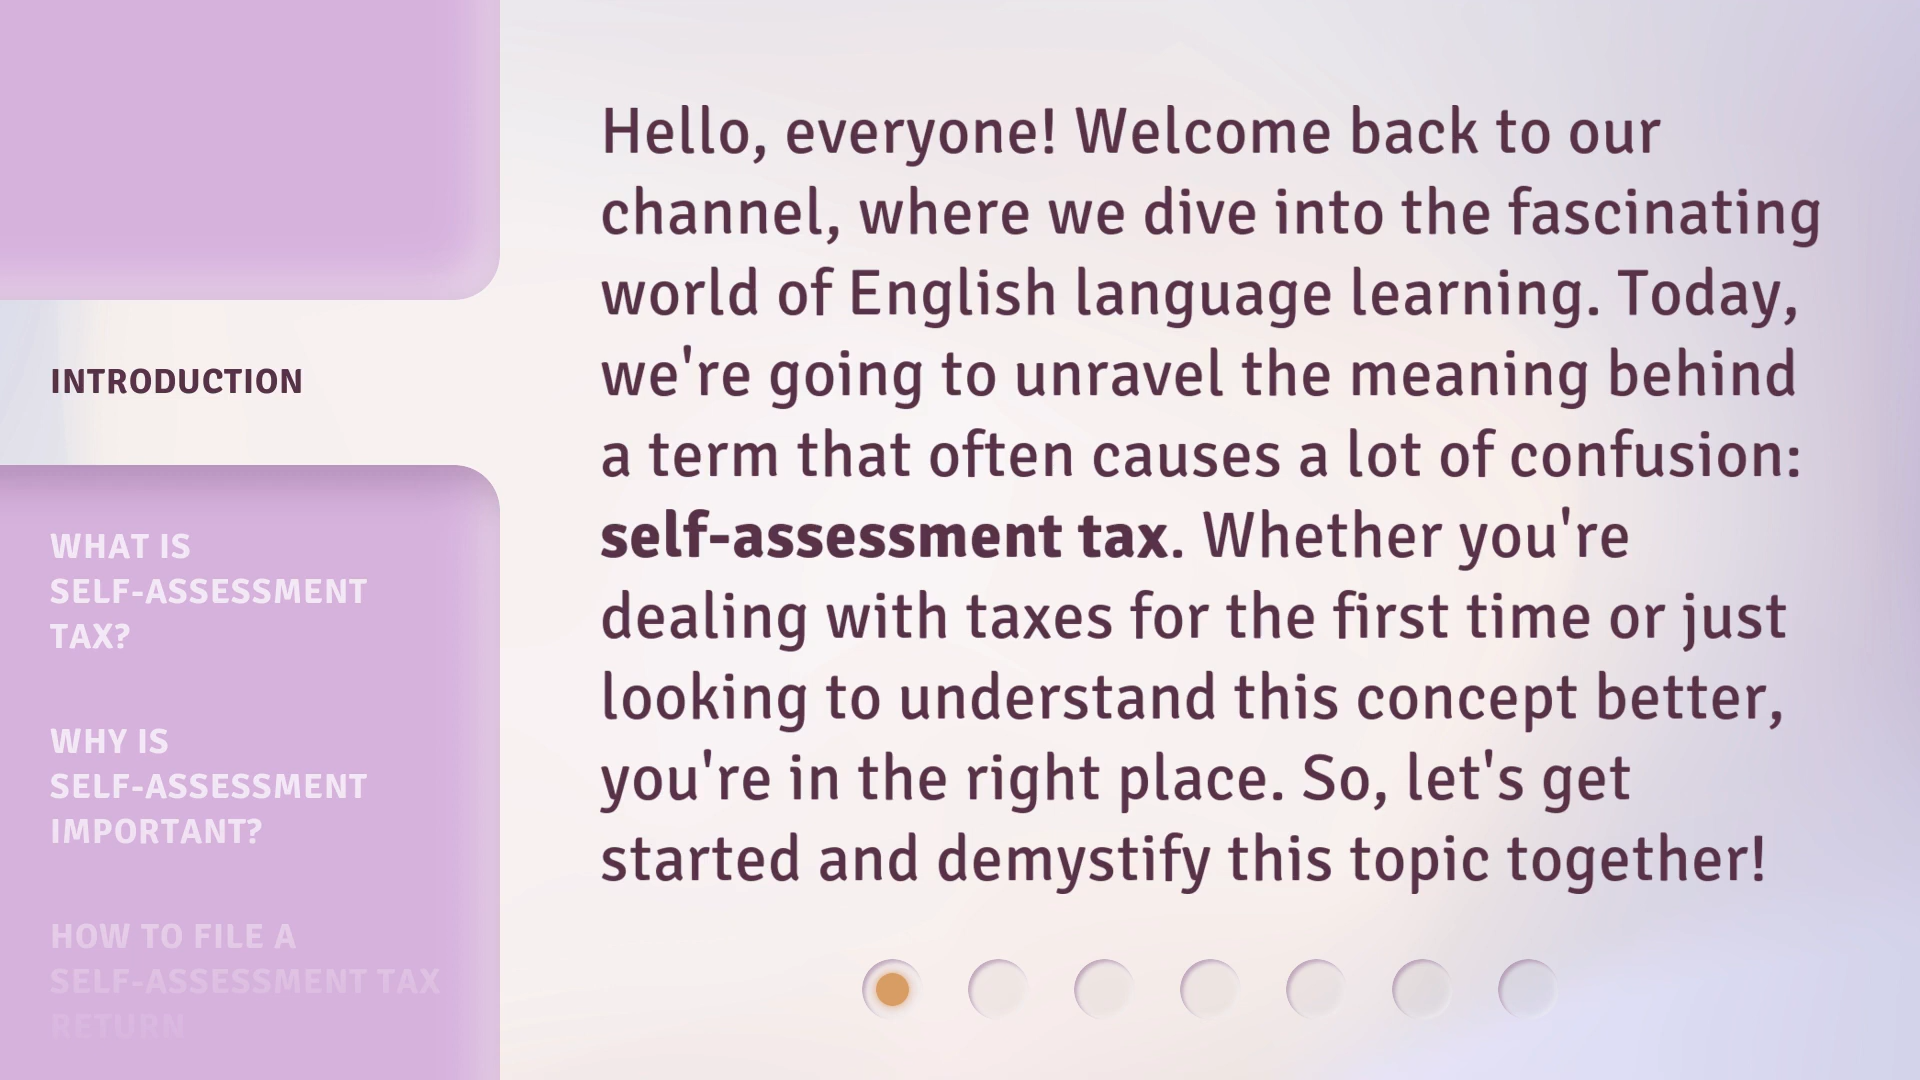 INTRODUCTION
WHAT IS
SELF-ASSESSMENT
TAX?
WHY IS
SELF-ASSESSMENT
IMPORTANT?
HOW TO FILE A
SELF-ASSESSMENT TAX
RETURN
Hello, everyone! Welcome back to our
channel, where we dive into the fascinating
world of English language learning. Today,
we're going to unravel the meaning behind
a term that often causes a lot of confusion:
self-assessment tax. Whether you're
dealing with taxes for the first time or just
looking to understand this concept better,
you're in the right place. So, let's get
started and demystify this topic together!